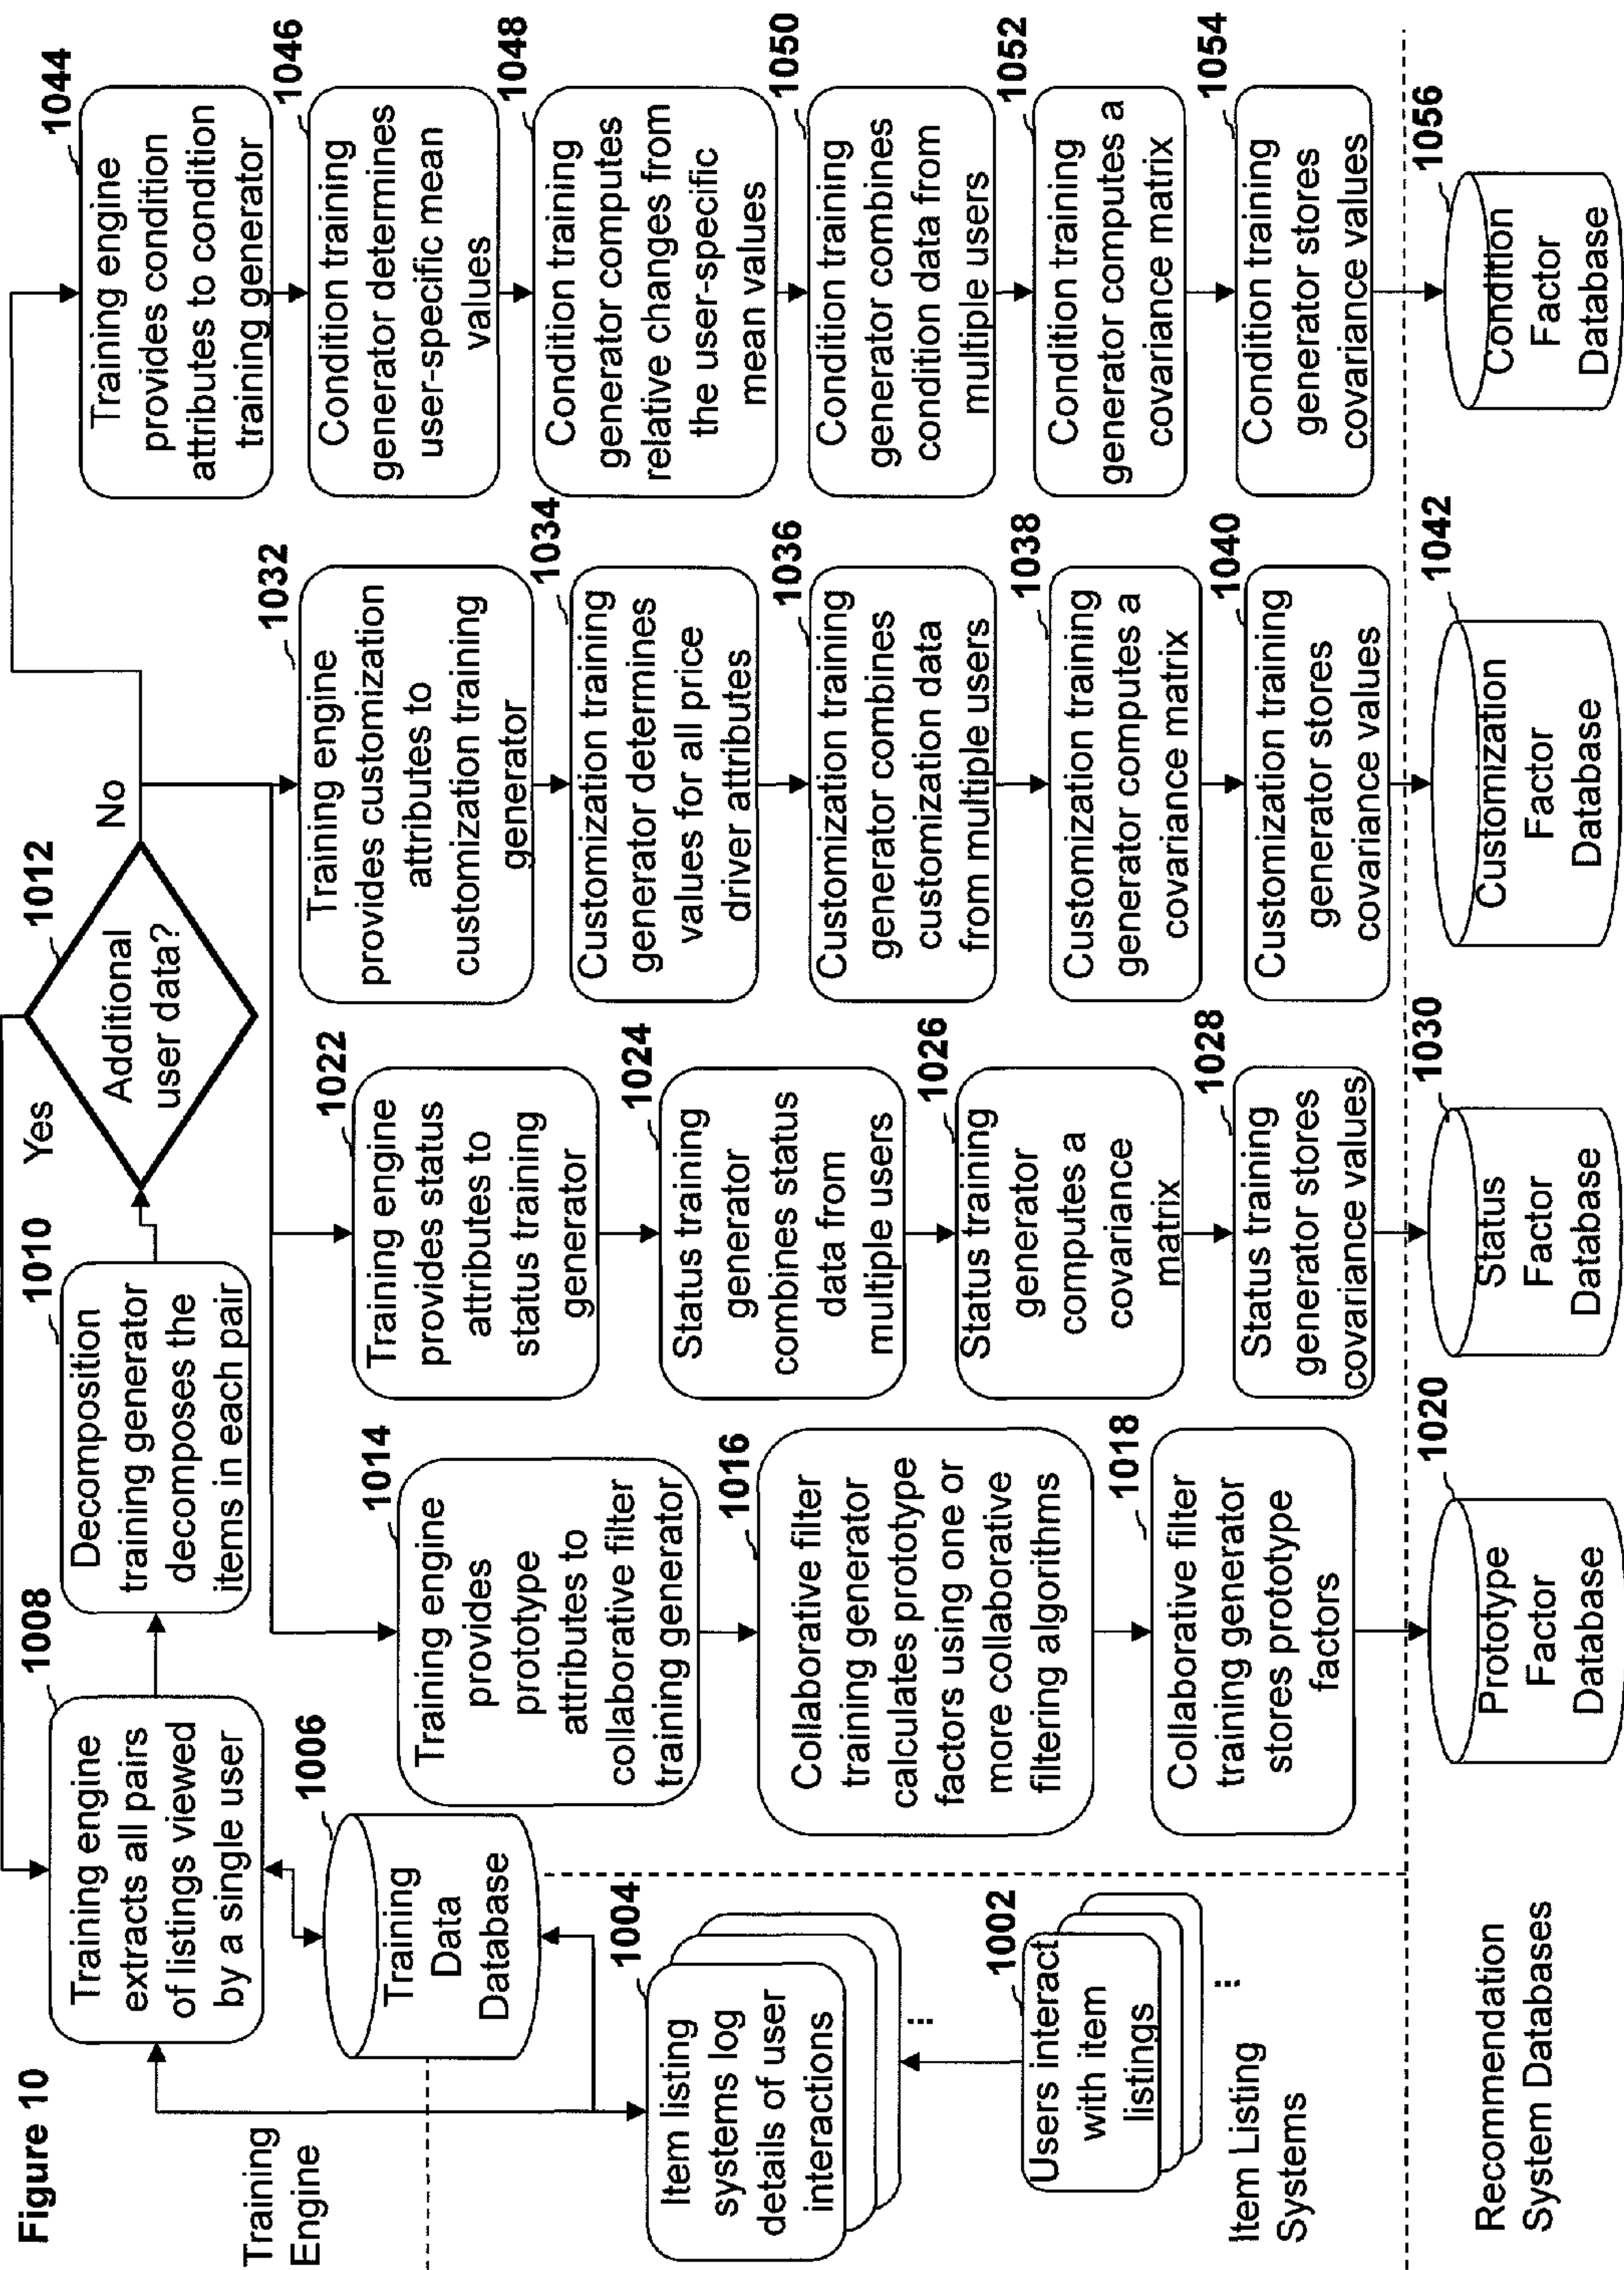 Figure 10
Training
Engine
1008
Training engine
extracts all pairs
of listings viewed
by a single user
1010
Decomposition
training generator
decomposes the
items in each pair
1012
Additional
user data?
Yes
No
1006
Training
Data
Database
1004
Item listing
systems log
details of user
interactions
...
1002
Users interact
with item
listings
...
Item Listing
Systems
1014
Training engine
provides
prototype
attributes to
collaborative filter
training generator
1016
Collaborative filter
training generator
calculates prototype
factors using one or
more collaborative
filtering algorithms
1018
Collaborative filter
training generator
stores prototype
factors
1020
Prototype
Factor
Database
1022
Training engine
provides status
attributes to
status training
generator
1024
Status training
generator
combines status
data from
multiple users
1026
Status training
generator
computes a
covariance
matrix
1028
Status training
generator stores
covariance values
1030
Status
Factor
Database
1032
Training engine
provides customization
attributes to
customization training
generator
1034
Customization training
generator determines
values for all price
driver attributes
1036
Customization training
generator combines
customization data
from multiple users
1038
Customization training
generator computes a
covariance matrix
1040
Customization training
generator stores
covariance values
1042
Customization
Factor
Database
1044
Training engine
provides condition
attributes to condition
training generator
1046
Condition training
generator determines
user-specific mean
values
1048
Condition training
generator computes
relative changes from
the user-specific
mean values
1050
Condition training
generator combines
condition data from
multiple users
1052
Condition training
generator computes a
covariance matrix
1054
Condition training
generator stores
covariance values
1056
Condition
Factor
Database
Recommendation
System Databases